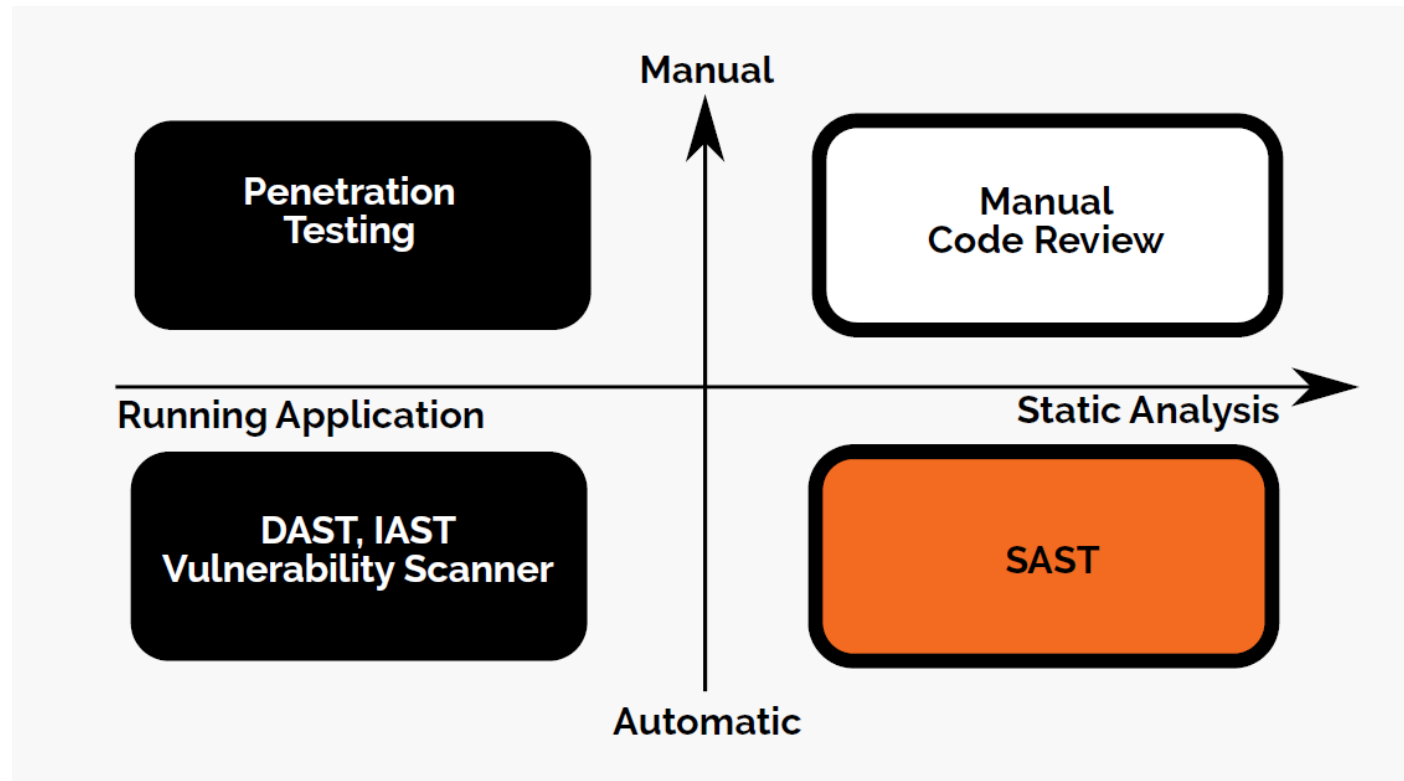 Manual
Penetration
Testing
Manual
Code Review
Running Application
Static Analysis
DAST, IAST
Vulnerability Scanner
SAST
Automatic